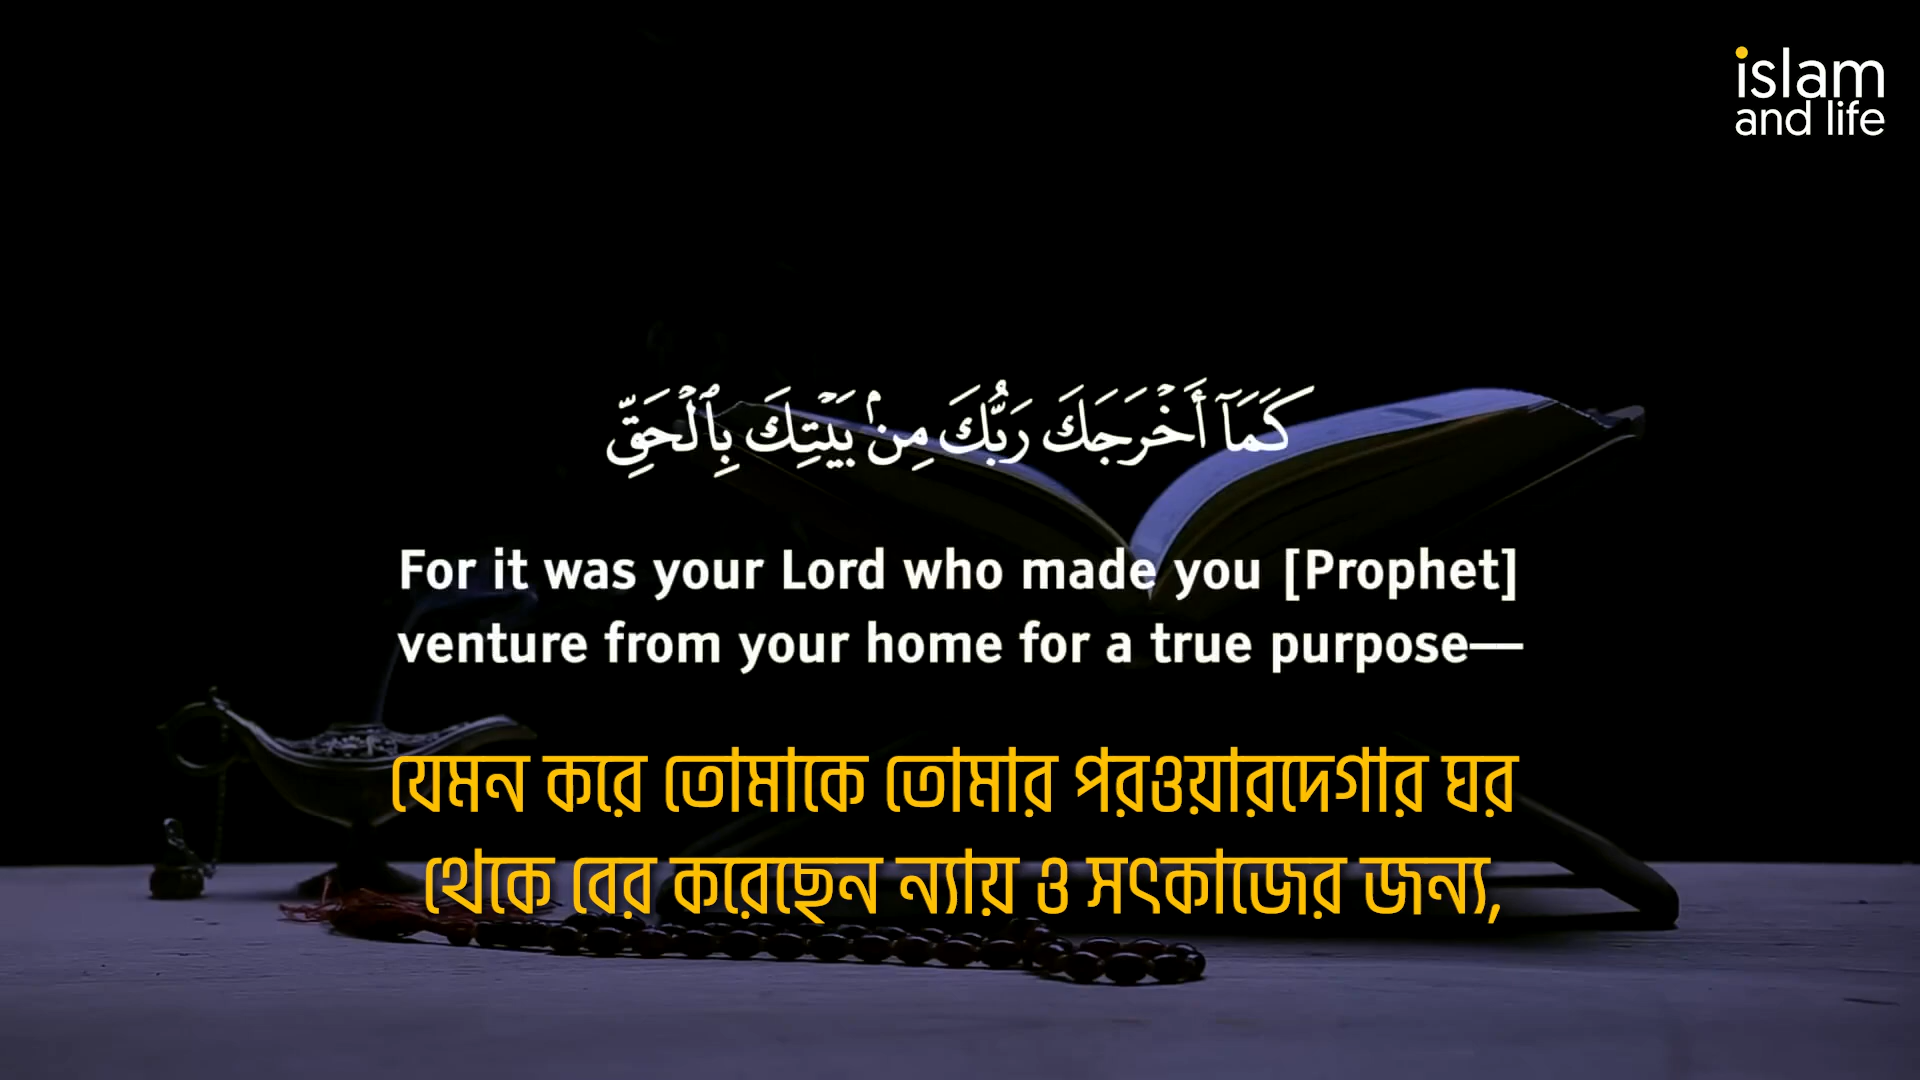 islam
and life
كَمَآ أَخْرَجَكَ رَبُّكَ مِنۢ بَيْتِكَ بِٱلْحَقِّ
For it was your Lord who made you [Prophet]
venture from your home for a true purpose—
যেমন করে তোমাকে তোমার পরওয়ারদেগার ঘর
থেকে বের করেছেন ন্যায় ও সৎকাজের জন্য,